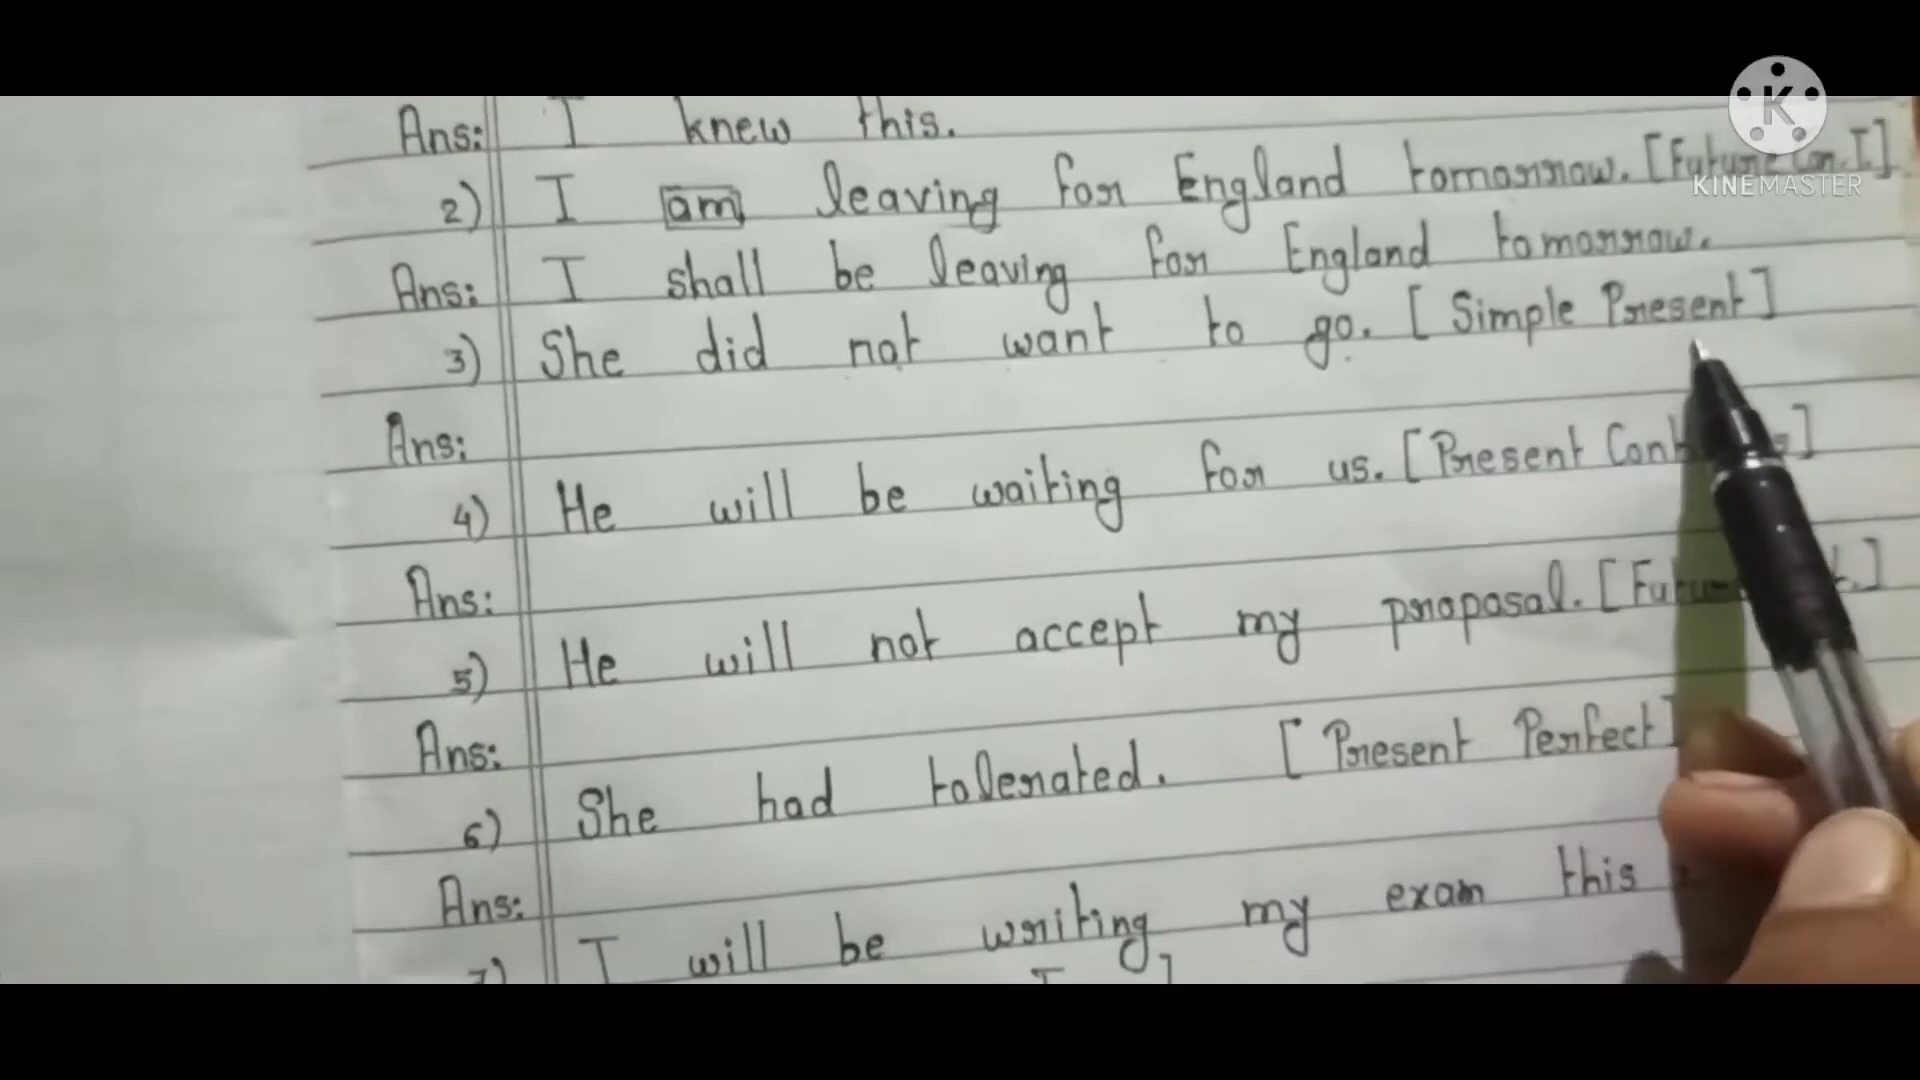 Ans: I knew this.
2) I am leaving for England tomorrow. [Future Con. T.]
KINEMASTER
Ans: I shall be leaving for England tomorrow.
3) She did not want to go. [Simple Present]
Ans:
4) He will be waiting for us. [Present
Ans:
5) He will not accept my proposal.
Ans:
6) She had tolerated. [Present Perfect]
Ans:
7) I will be writing my exam this